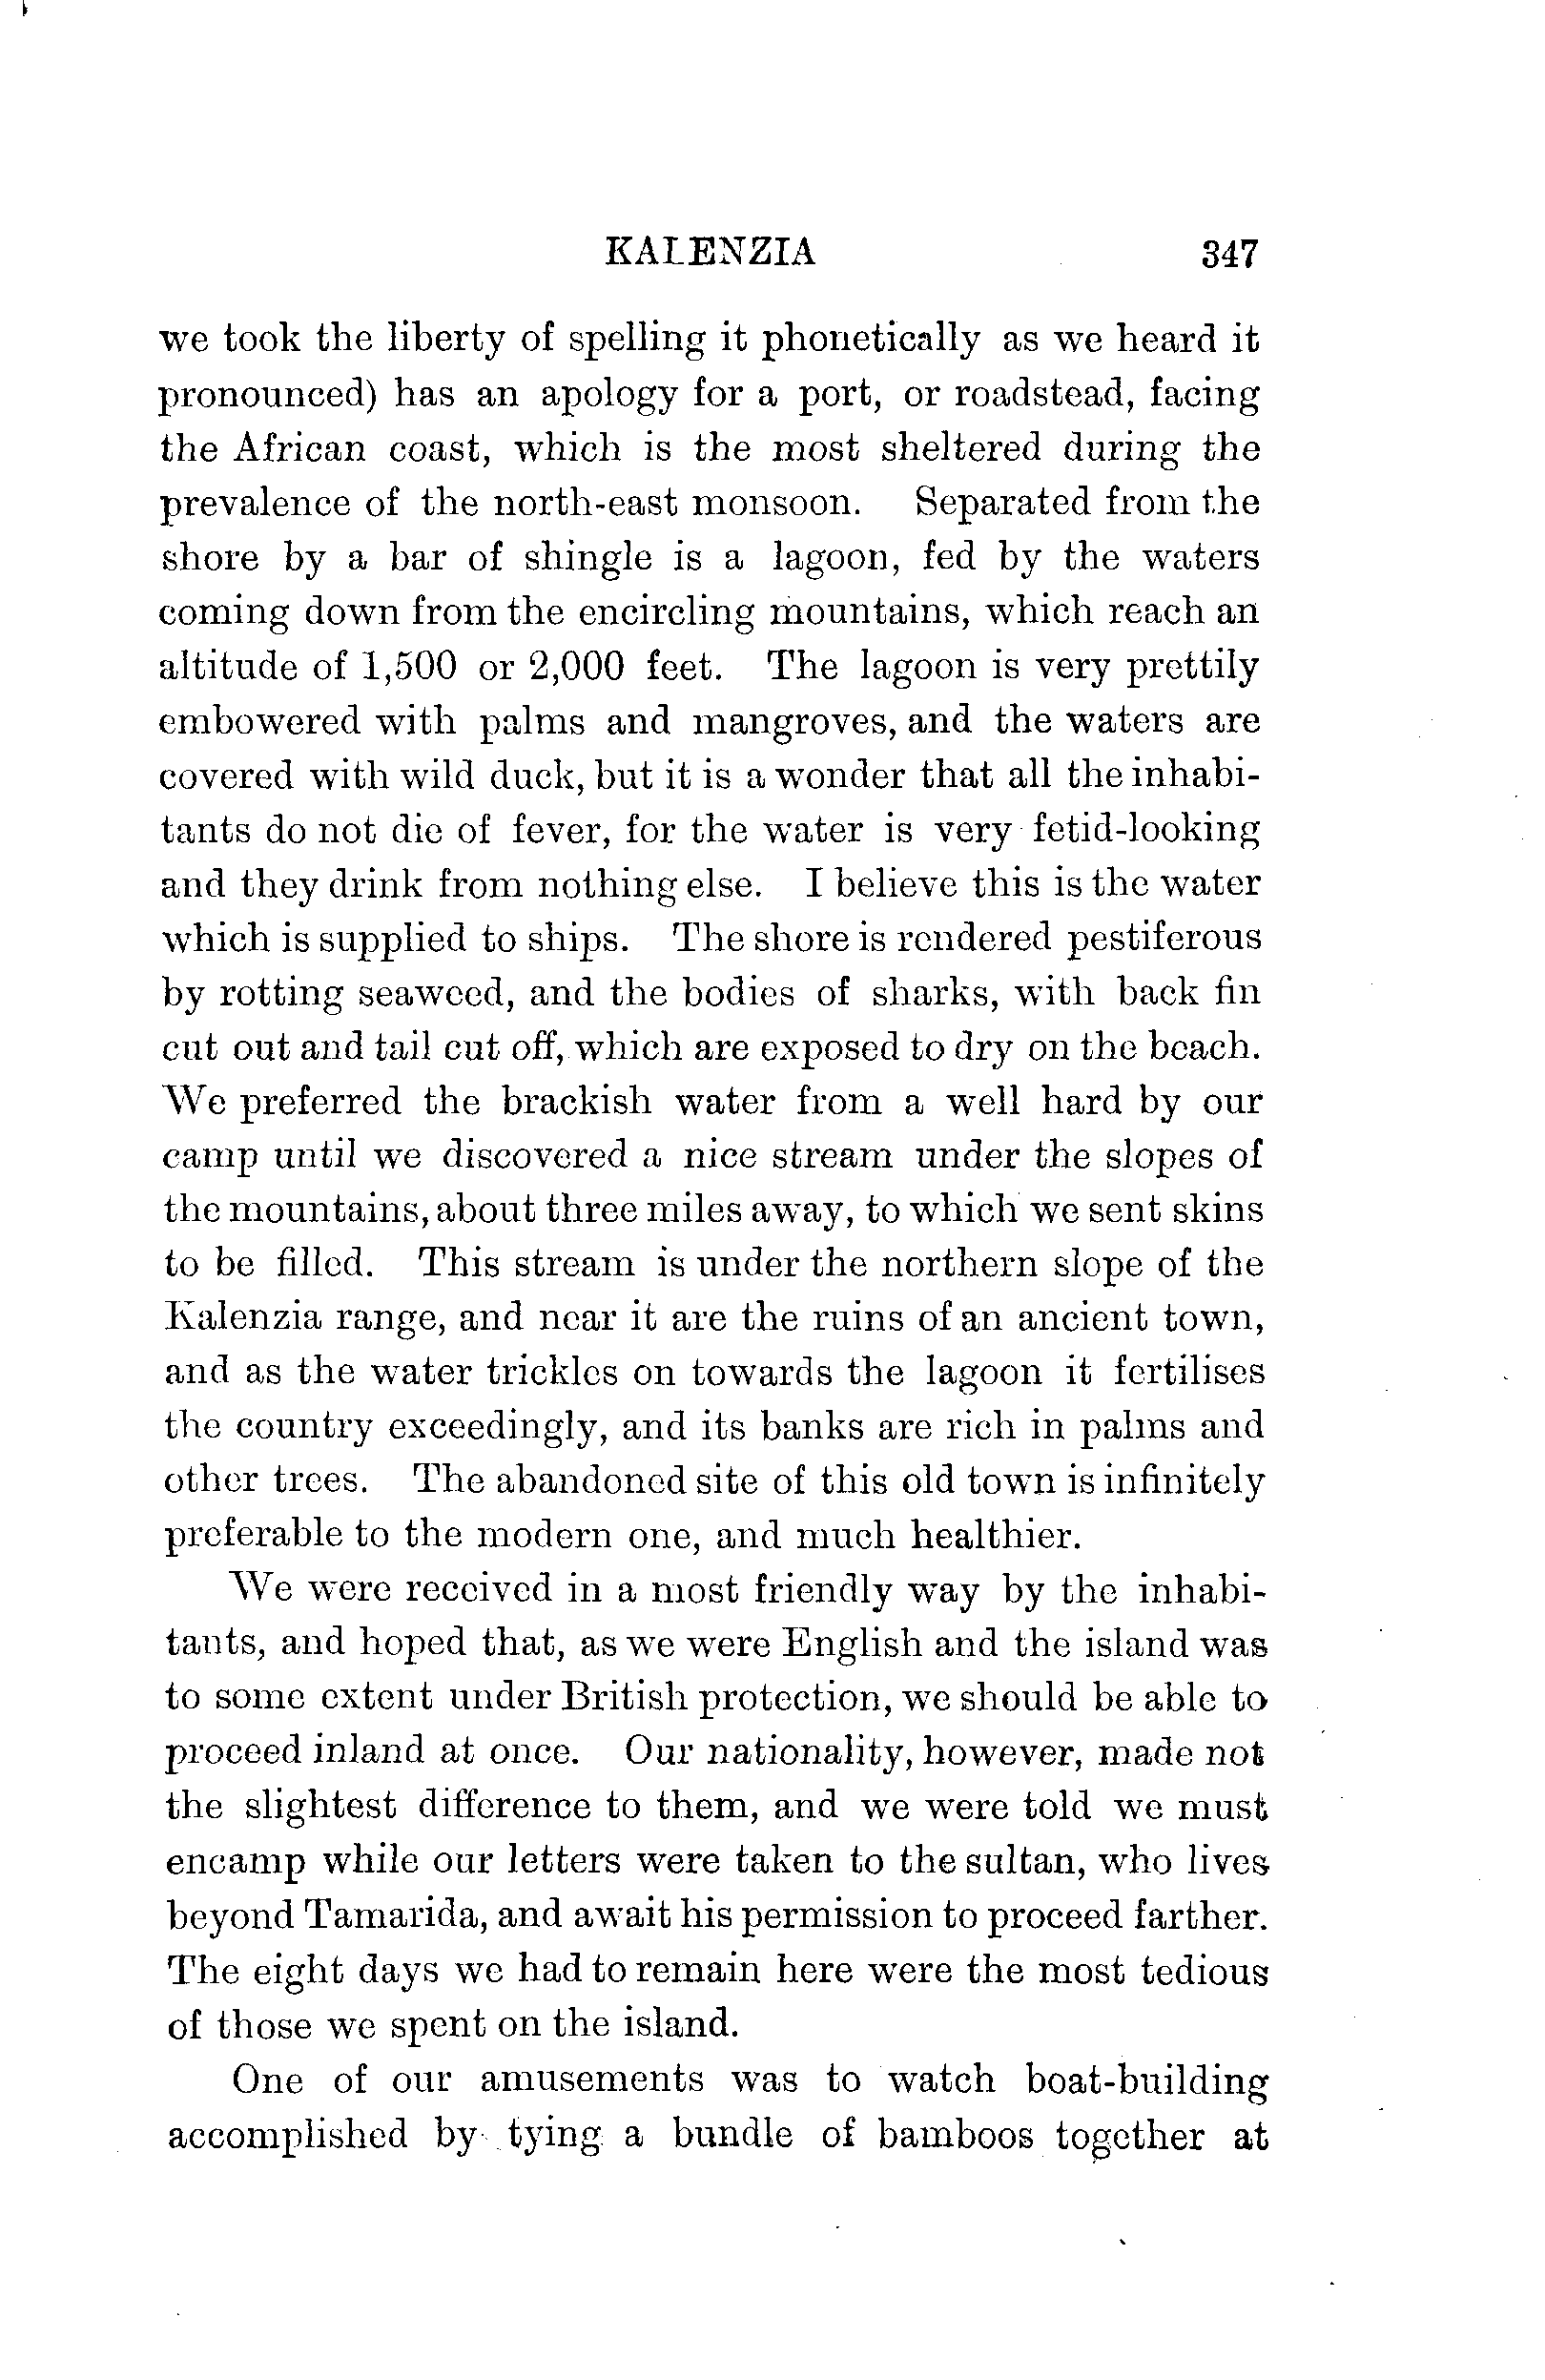 KALENZIA 347
we took the liberty of spelling it phonetically as we heard it
pronounced) has an apology for a port, or roadstead, facing
the African coast, which is the most sheltered during the
prevalence of the north-east monsoon. Separated from the
shore by a bar of shingle is a lagoon, fed by the waters
coming down from the encircling mountains, which reach an
altitude of 1,500 or 2,000 feet. The lagoon is very prettily
embowered with palms and mangroves, and the waters are
covered with wild duck, but it is a wonder that all the inhabi-
tants do not die of fever, for the water is very fetid-looking
and they drink from nothing else. I believe this is the water
which is supplied to ships. The shore is rendered pestiferous
by rotting seaweed, and the bodies of sharks, with back fin
cut out and tail cut off, which are exposed to dry on the beach.
We preferred the brackish water from a well hard by our
camp until we discovered a nice stream under the slopes of
the mountains, about three miles away, to which we sent skins
to be filled. This stream is under the northern slope of the
Kalenzia range, and near it are the ruins of an ancient town,
and as the water trickles on towards the lagoon it fertilises
the country exceedingly, and its banks are rich in palms and
other trees. The abandoned site of this old town is infinitely
preferable to the modern one, and much healthier.
We were received in a most friendly way by the inhabi-
tants, and hoped that, as we were English and the island was
to some extent under British protection, we should be able to
proceed inland at once. Our nationality, however, made not
the slightest difference to them, and we were told we must
encamp while our letters were taken to the sultan, who lives
beyond Tamarida, and await his permission to proceed farther.
The eight days we had to remain here were the most tedious
of those we spent on the island.
One of our amusements was to watch boat-building
accomplished by tying a bundle of bamboos together at